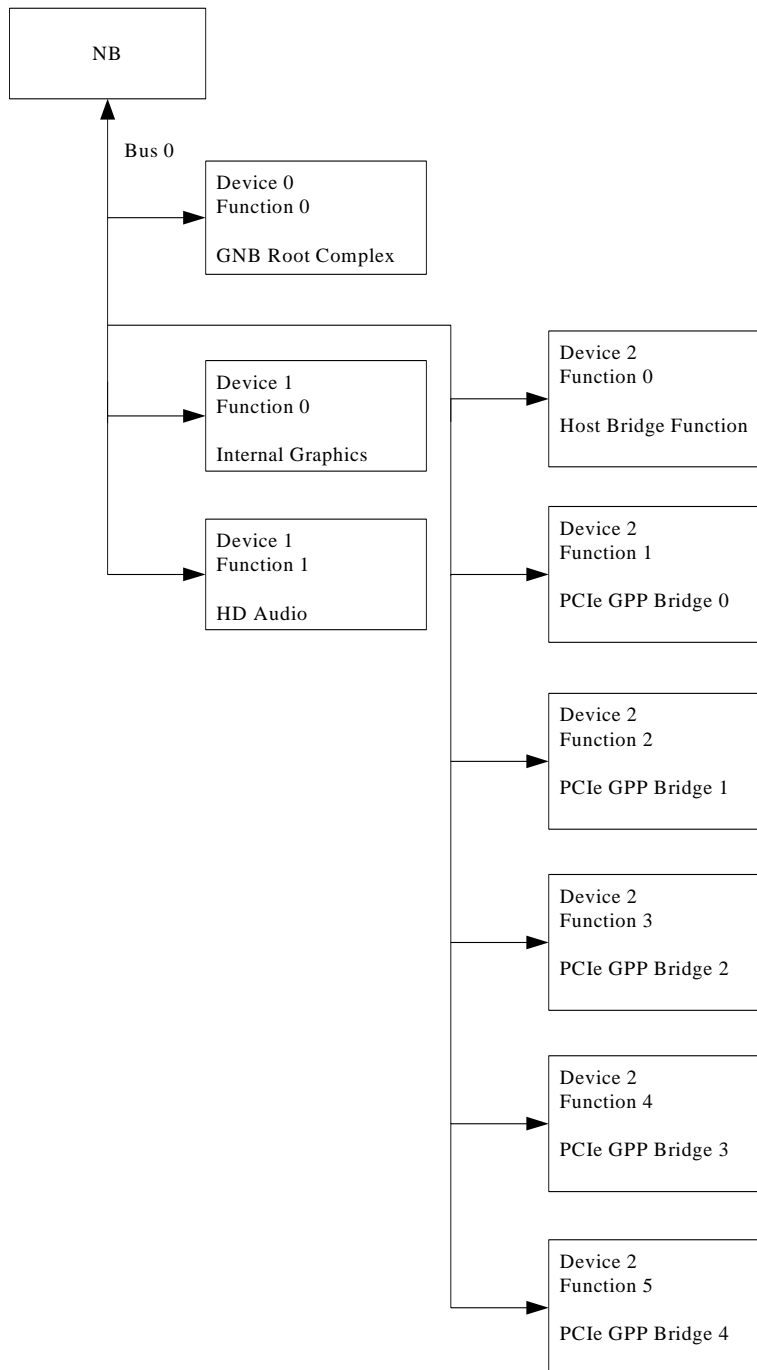 NB
Bus 0
Device 0
Function 0
GNB Root Complex
Device 1
Function 0
Internal Graphics
Device 1
Function 1
HD Audio
Device 2
Function 0
Host Bridge Function
Device 2
Function 1
PCIe GPP Bridge 0
Device 2
Function 2
PCIe GPP Bridge 1
Device 2
Function 3
PCIe GPP Bridge 2
Device 2
Function 4
PCIe GPP Bridge 3
Device 2
Function 5
PCIe GPP Bridge 4